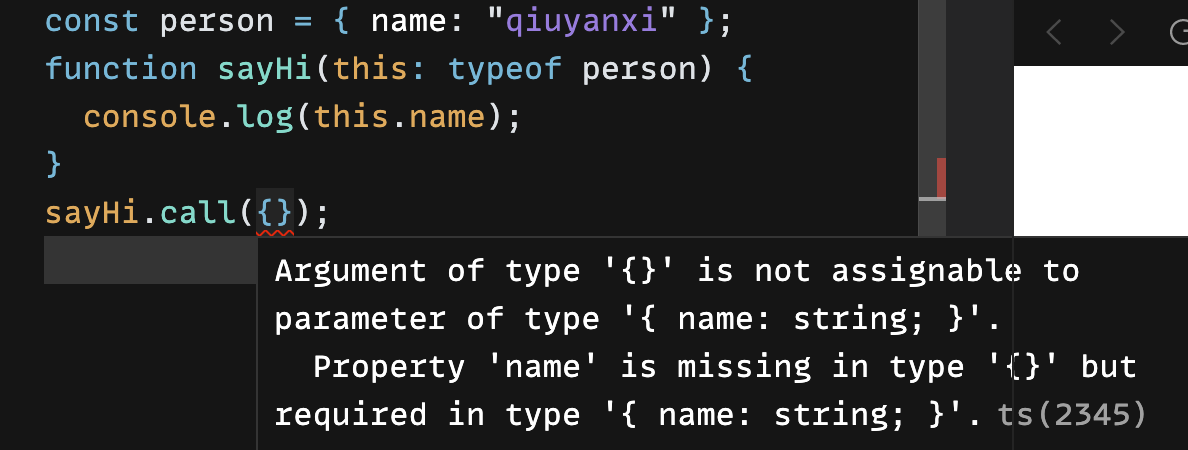 const person = { name: "qiuyanxi" };
function sayHi(this: typeof person) {
  console.log(this.name);
}
sayHi.call({});
Argument of type '{}' is not assignable to
parameter of type '{ name: string; }'.
  Property 'name' is missing in type '{}' but
required in type '{ name: string; }'. ts(2345)